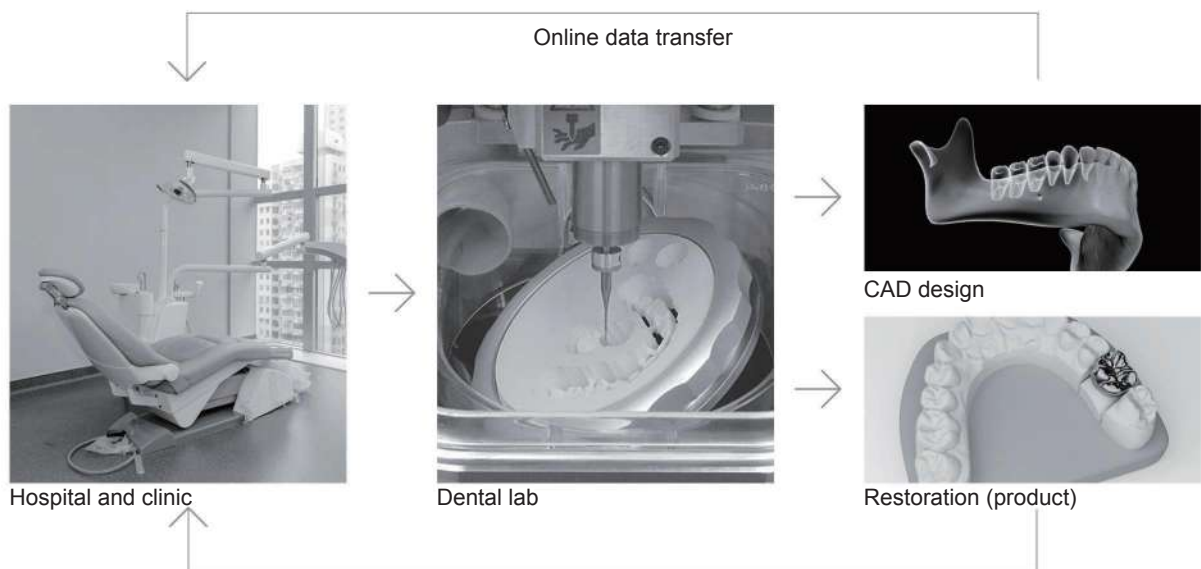 Online data transfer
CAD design
Hospital and clinic
Dental lab
Restoration (product)